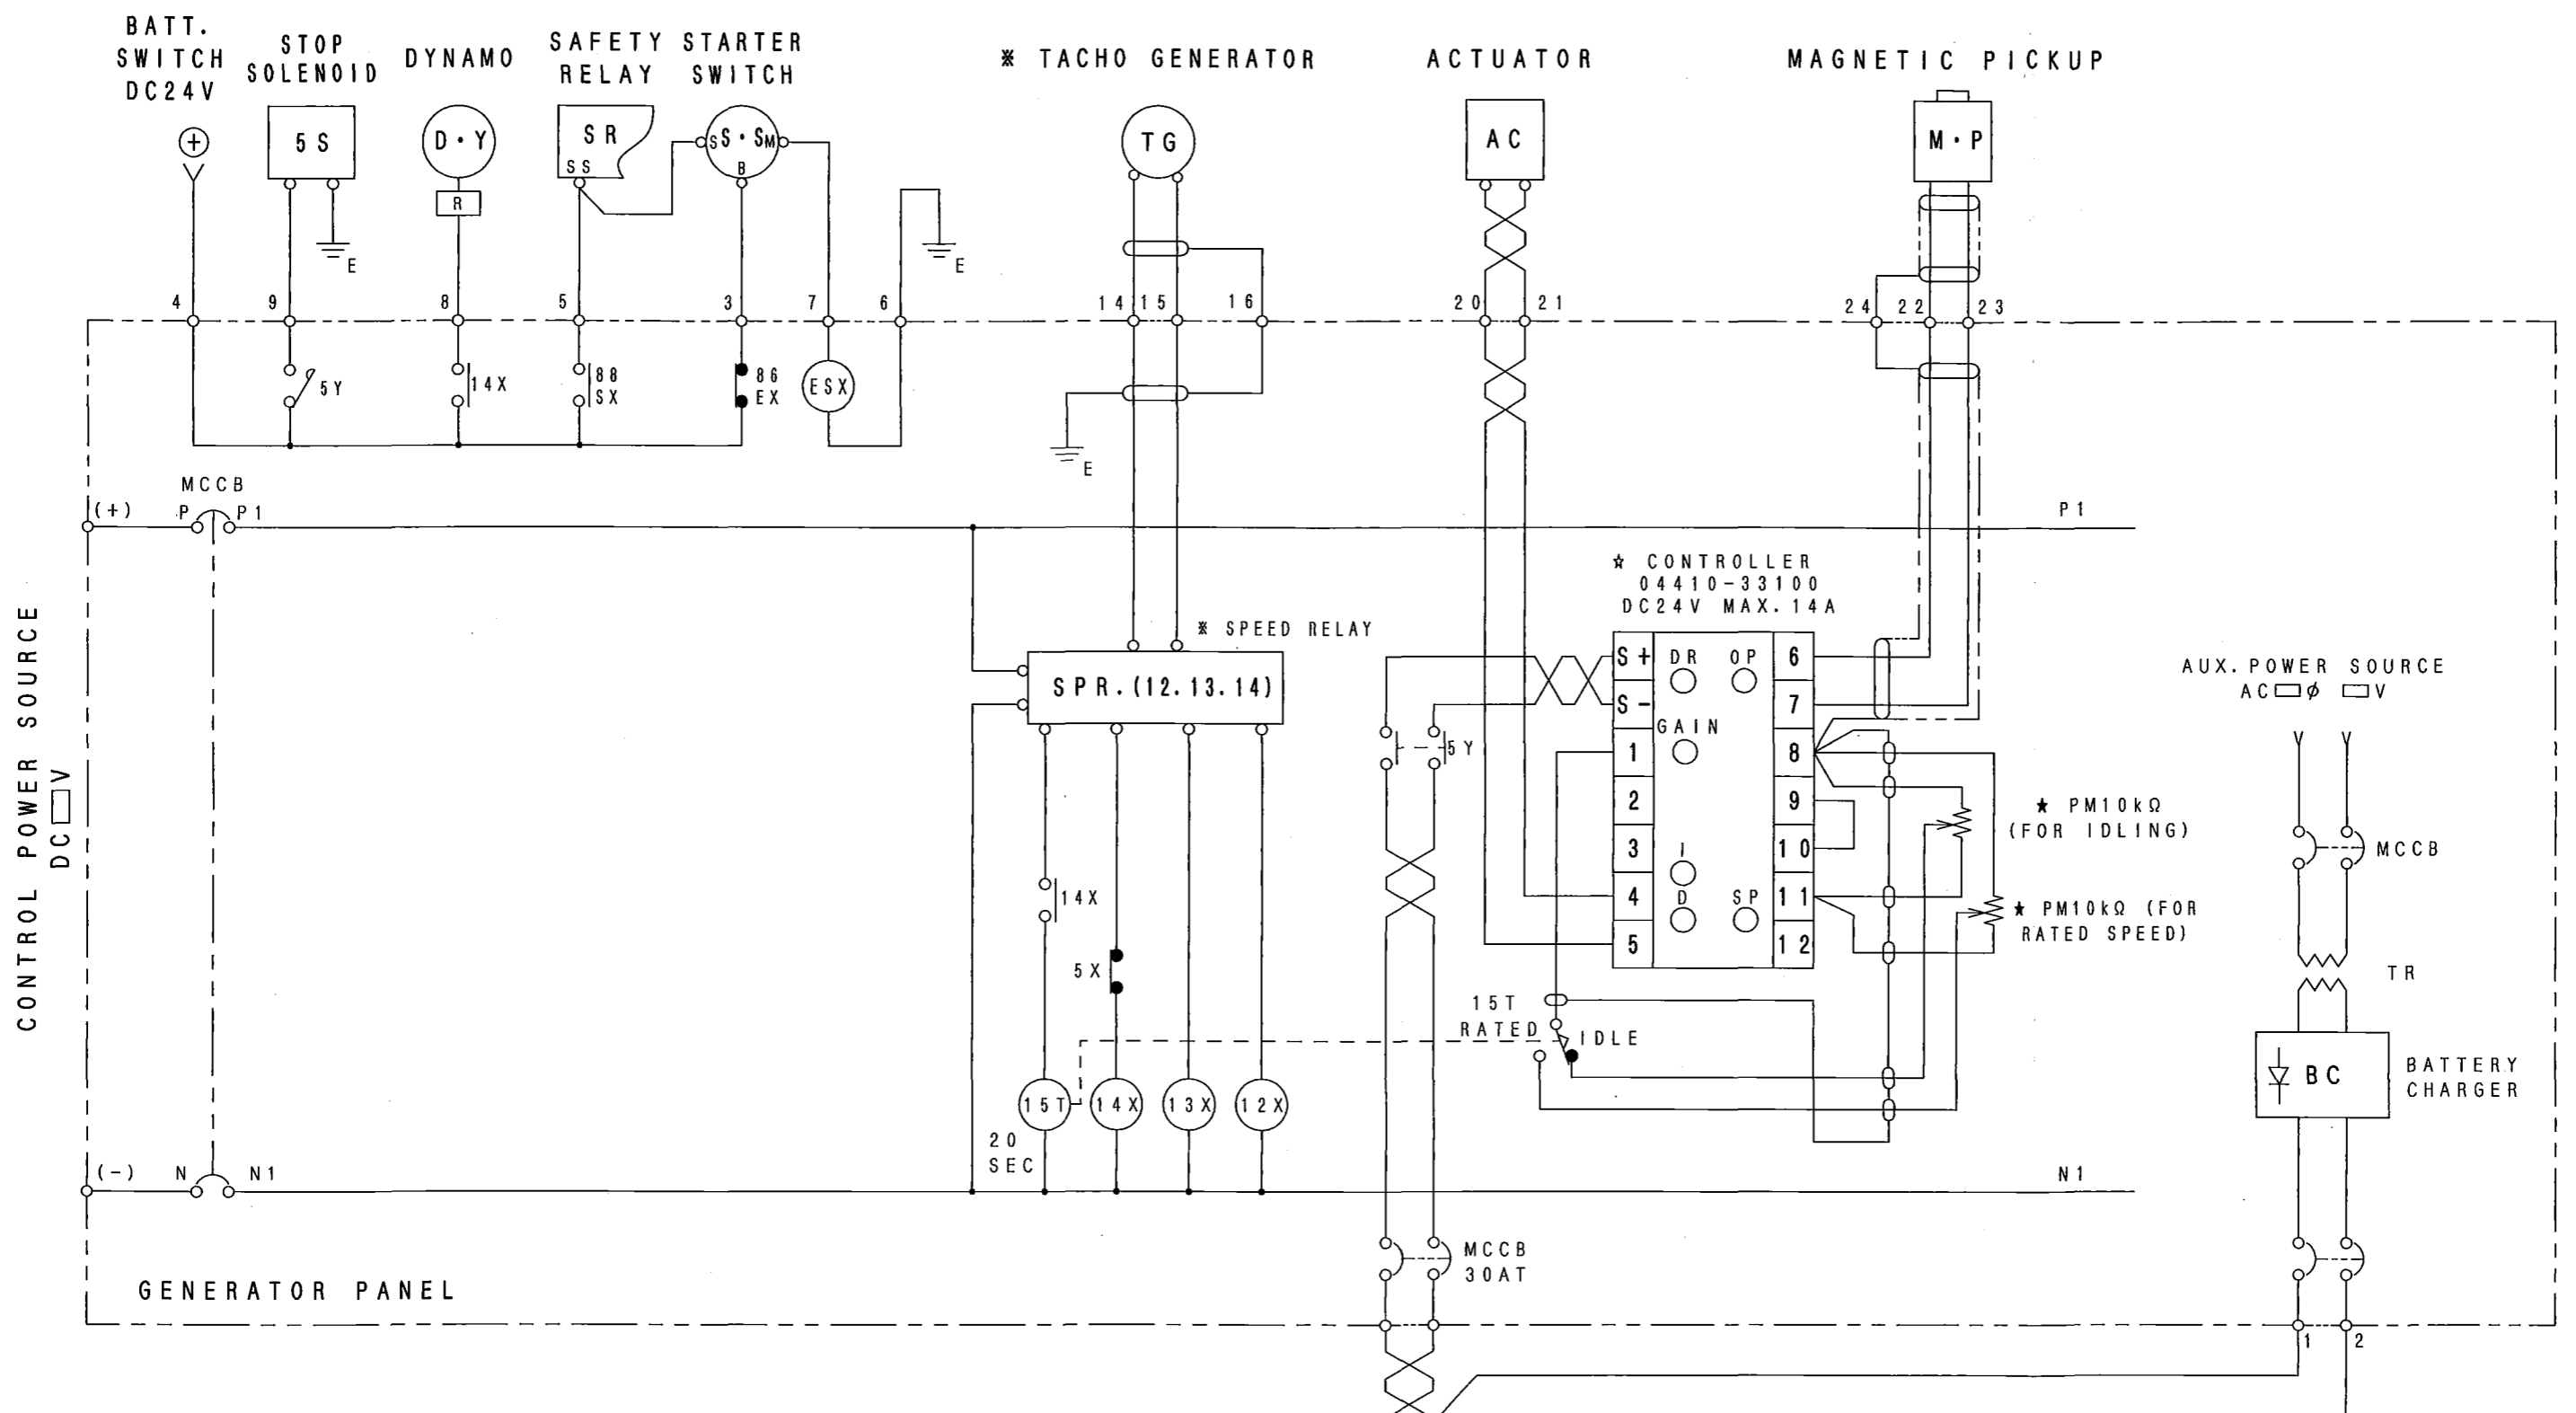 BATT.
SWITCH
DC24V
STOP
SOLENOID
DYNAMO
SAFETY
RELAY
STARTER
SWITCH
※ TACHO GENERATOR
ACTUATOR
MAGNETIC PICKUP
5S
D・Y
R
SR
SS
S
S・S
M
B
TG
AC
M・P
E
E
4
9
8
5
3
7
6
14
15
16
20
21
24
22
23
5Y
14X
88
SX
86
EX
ESX
E
MCCB
(+)
P
P1
P1
CONTROL POWER SOURCE
DC□V
☆ CONTROLLER
04410-33100
DC24V MAX.14A
※ SPEED RELAY
SPR.(12.13.14)
S+
S-
1
2
3
4
5
DR
OP
GAIN
I
D
SP
6
7
8
9
10
11
12
5Y
AUX.POWER SOURCE
AC□φ □V
★ PM10kΩ
(FOR IDLING)
MCCB
★ PM10kΩ (FOR
RATED SPEED)
14X
5X
TR
15T
RATED
IDLE
15T
14X
13X
12X
20
SEC
BC
BATTERY
CHARGER
(-)
N
N1
N1
MCCB
30AT
GENERATOR PANEL
1
2